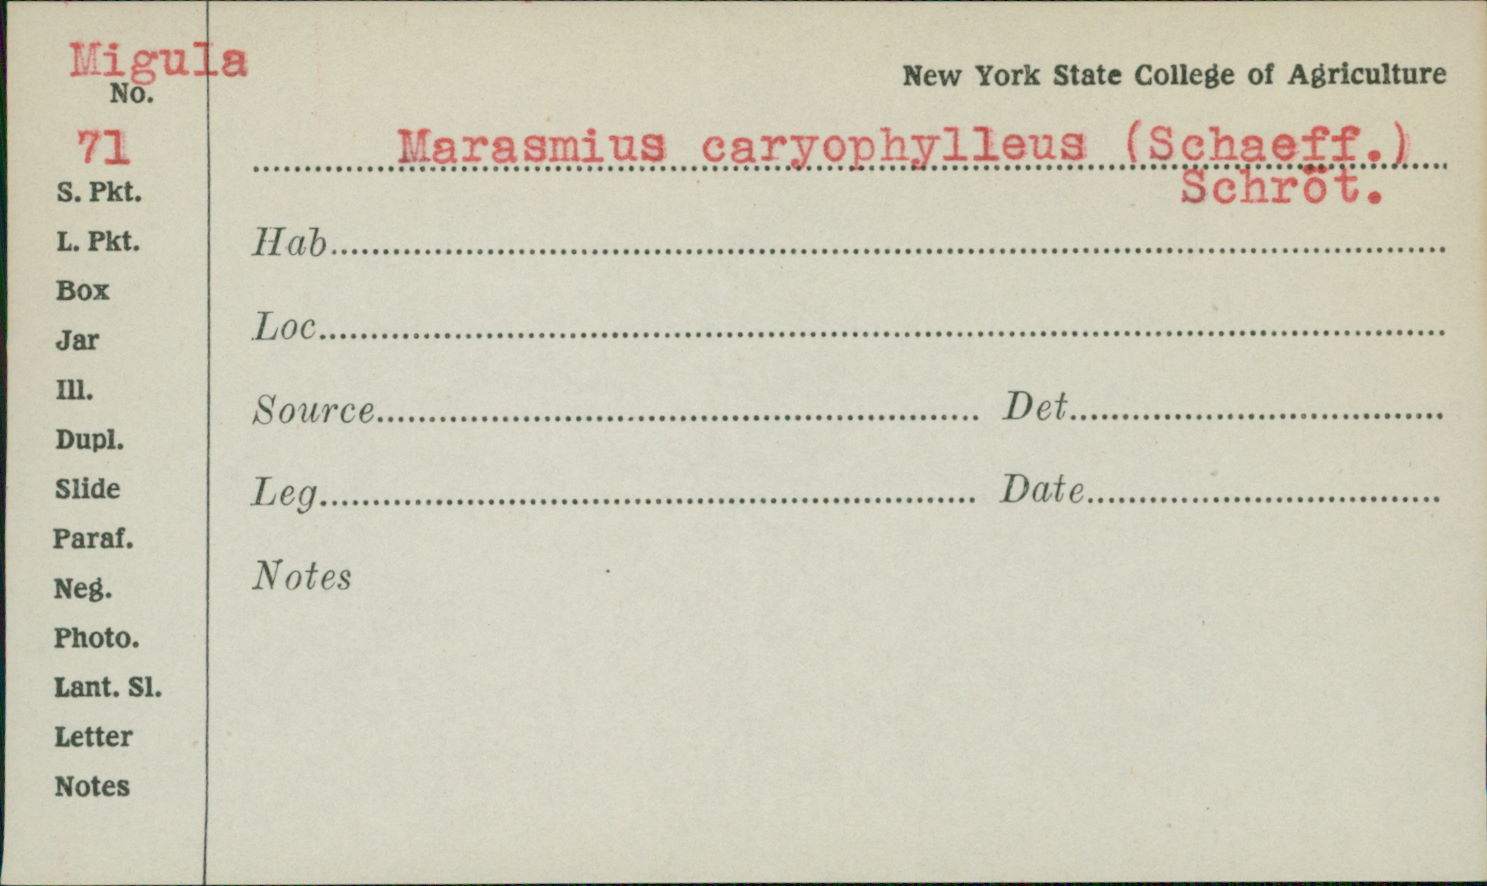 Migula
No.
71
New York State College of Agriculture
Marasmius caryophylleus (Schaeff.)
Schröt.
S. Pkt.
L. Pkt.
Box
Jar
Ill.
Dupl.
Slide
Paraf.
Neg.
Photo.
Lant. Sl.
Letter
Notes
Hab
Loc
Source Det
Leg Date
Notes